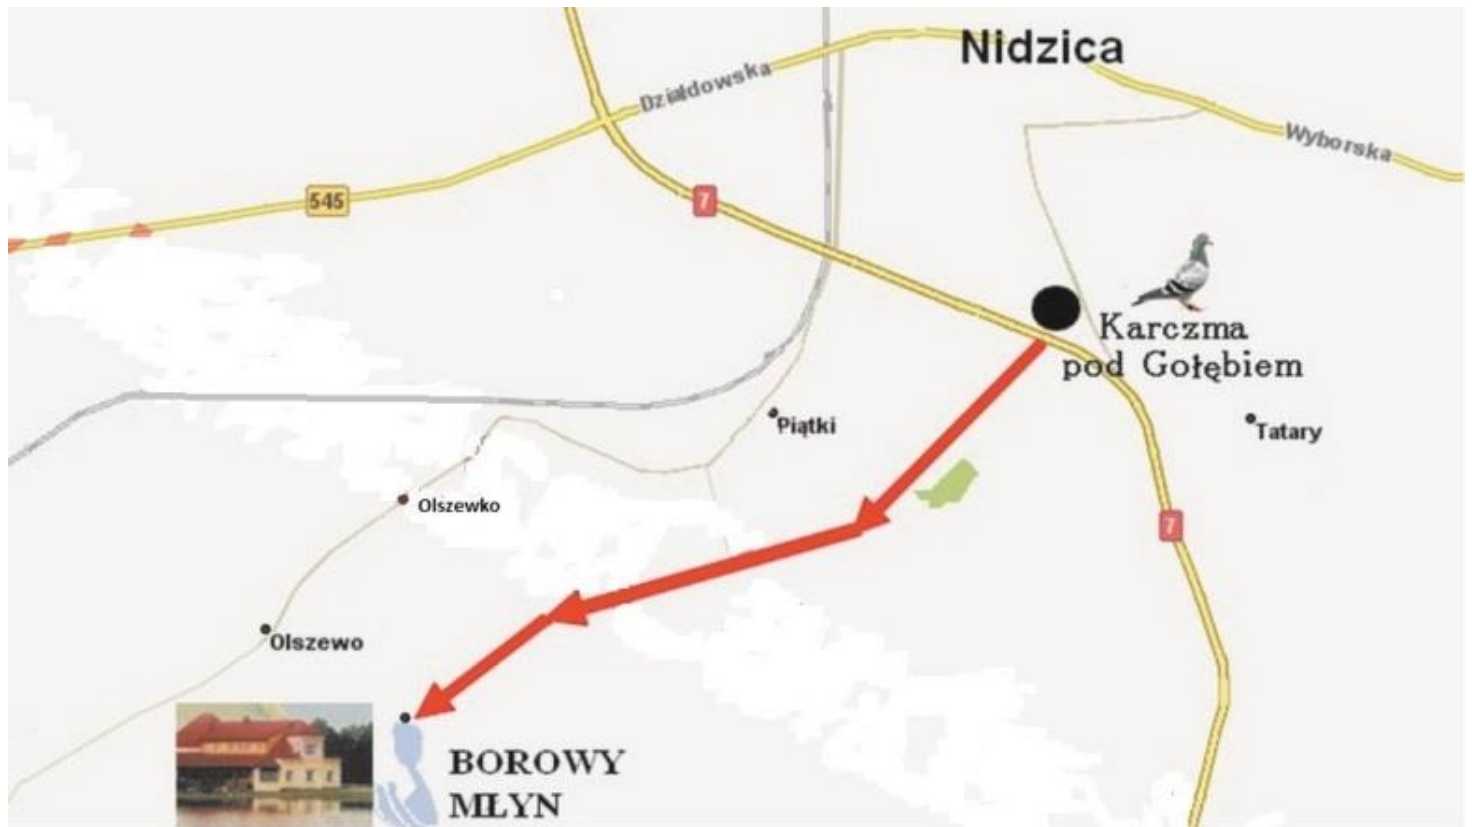 Nidzica
Działdowska
Wyborska
545
7
Karczma
pod Gołębiem
Piątki
Tatary
Olszewko
7
Olszewo
BOROWY
MŁYN